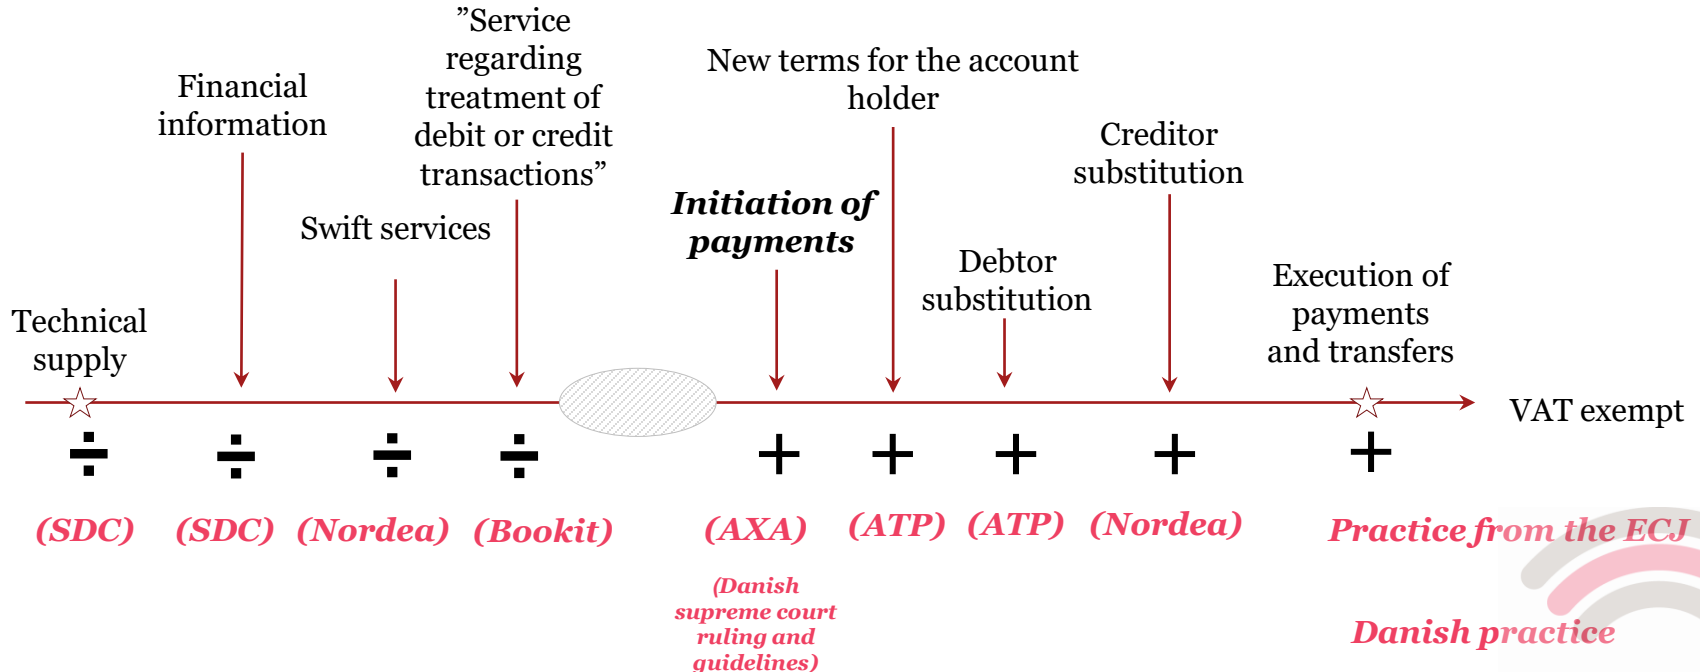 Technical
supply
Financial
information
Swift services
”Service
regarding
treatment of
debit or credit
transactions”
Initiation of
payments
New terms for the account
holder
Debtor
substitution
Creditor
substitution
Execution of
payments
and transfers
VAT exempt
÷ ÷ ÷ ÷ + + + + +
(SDC) (SDC) (Nordea) (Bookit) (AXA) (ATP) (ATP) (Nordea) Practice from the ECJ
(Danish
supreme court
ruling and
guidelines)
Danish practice